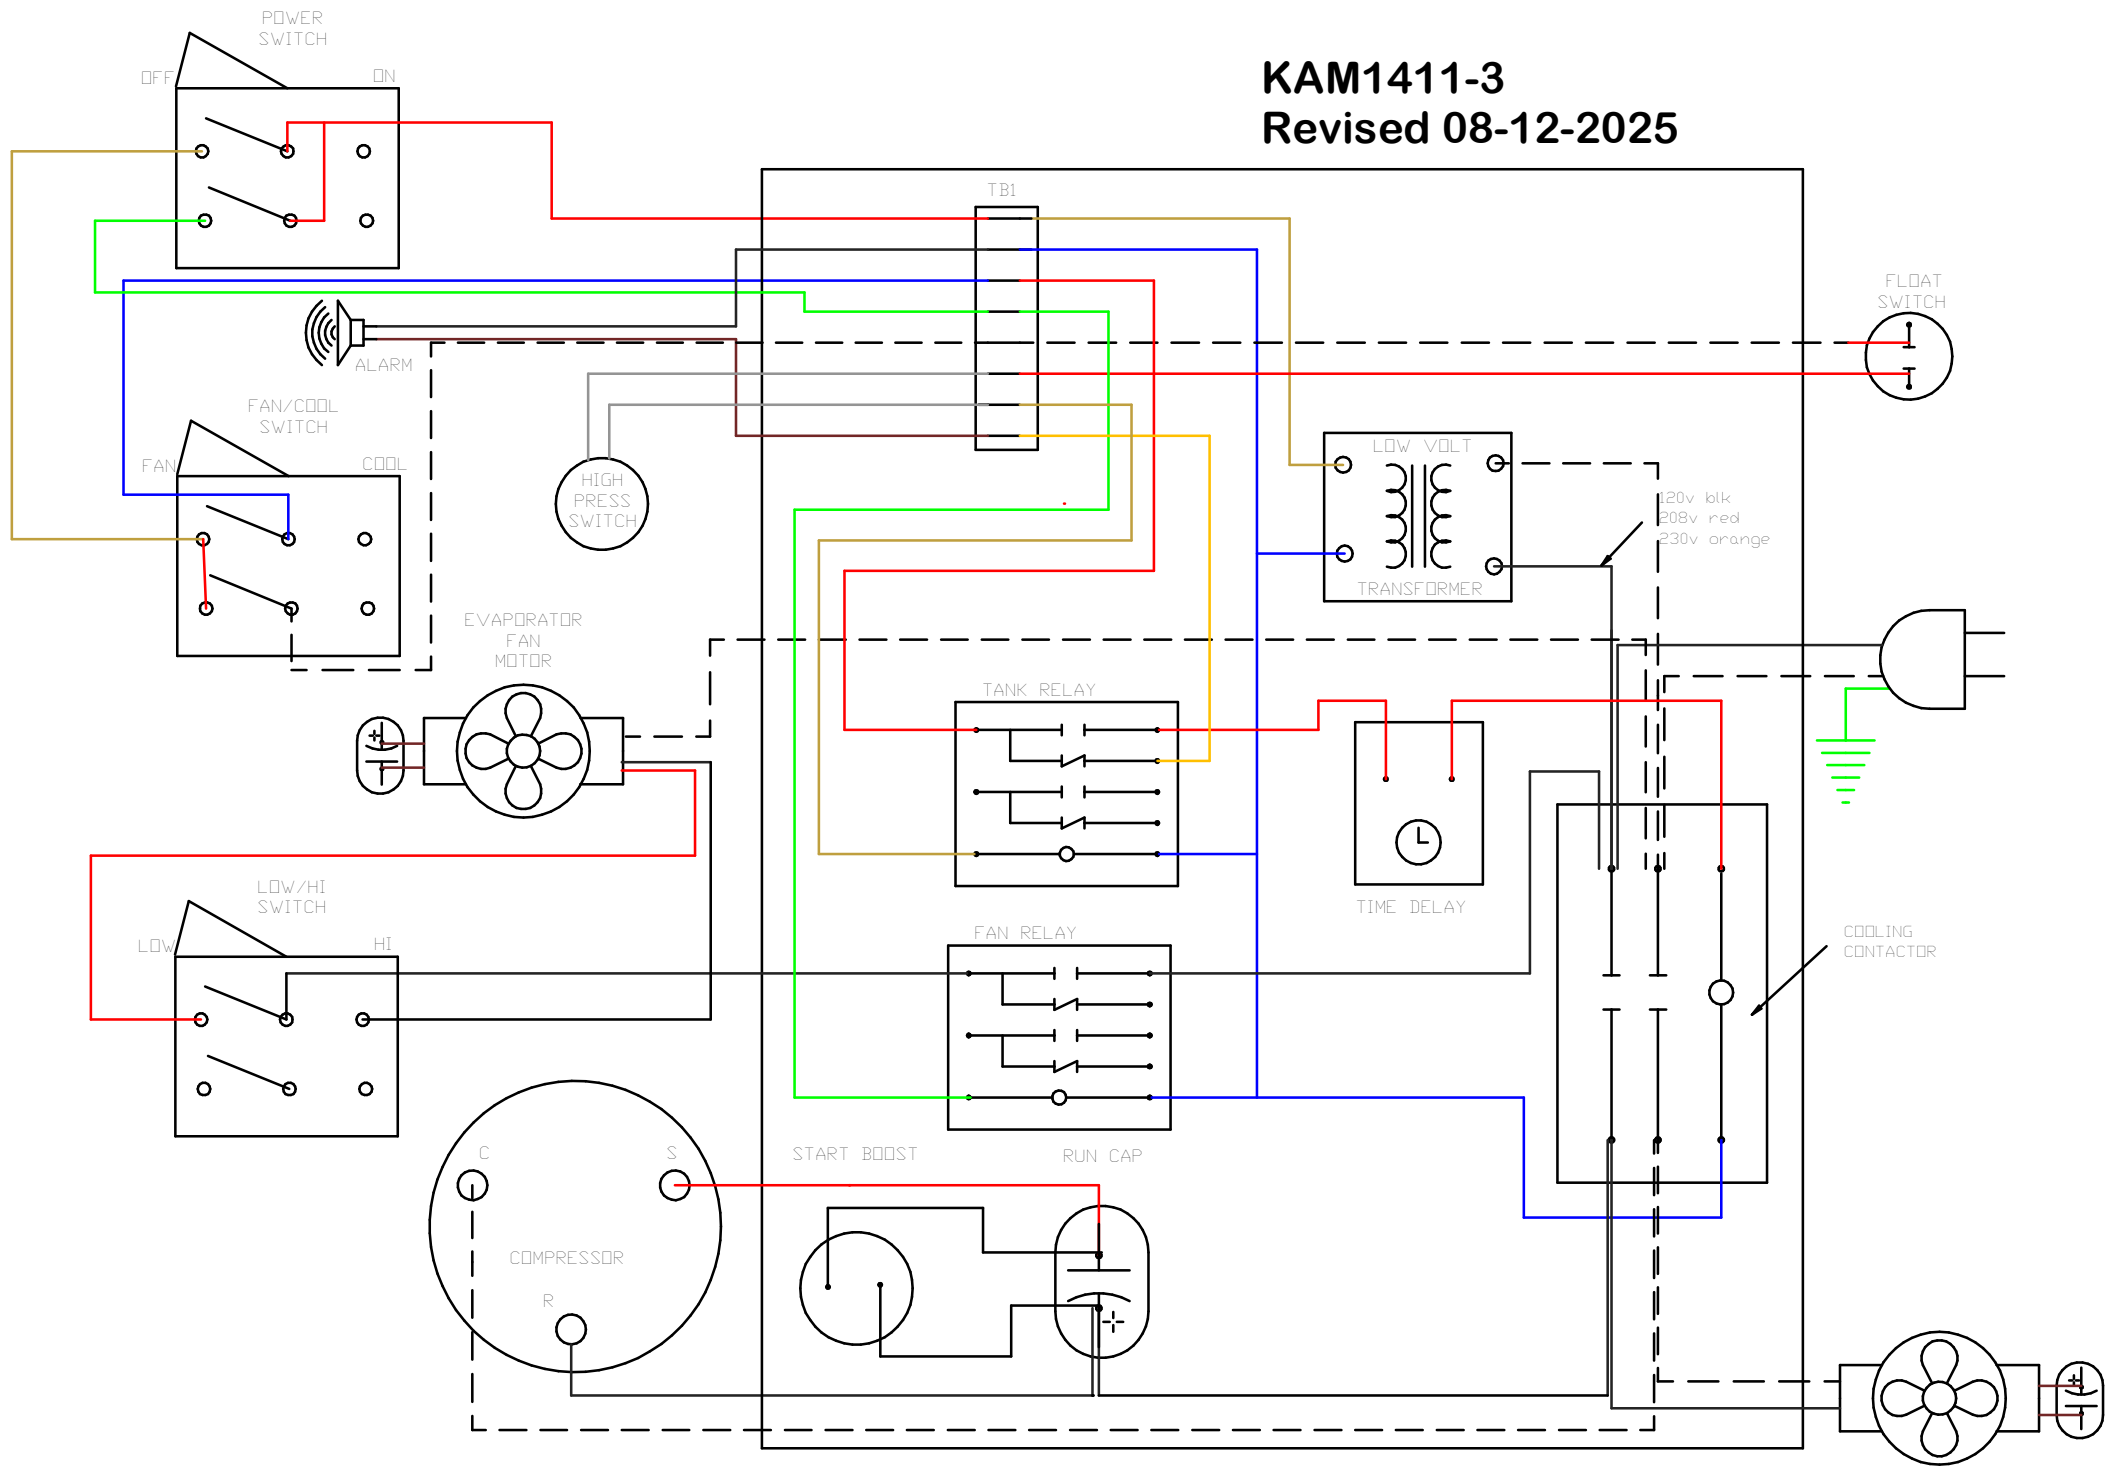 POWER
SWITCH
OFF
ON
KAM1411-3
Revised 08-12-2025
TB1
FLOAT
SWITCH
ALARM
FAN/COOL
SWITCH
FAN
COOL
HIGH
PRESS
SWITCH
LOW VOLT
TRANSFORMER
120v blk
208v red
230v orange
EVAPORATOR
FAN
MOTOR
TANK RELAY
TIME DELAY
LOW/HI
SWITCH
LOW
HI
FAN RELAY
COOLING
CONTACTOR
C
S
START BOOST
RUN CAP
COMPRESSOR
R